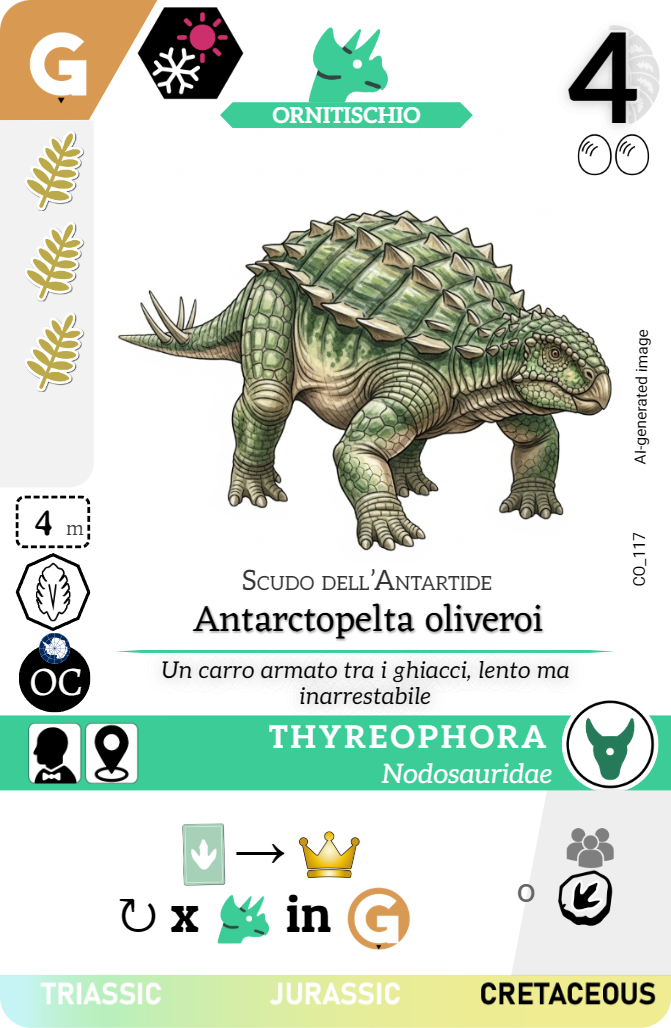 G
4
ORNITISCHIO
AI-generated image
CO_117
4 m
OC
Scudo dell'Antartide
Antarctopelta oliveroi
Un carro armato tra i ghiacci, lento ma
inarrestabile
THYREOPHORA
Nodosauridae
→
↻ x in G
O
TRIASSIC JURASSIC CRETACEOUS